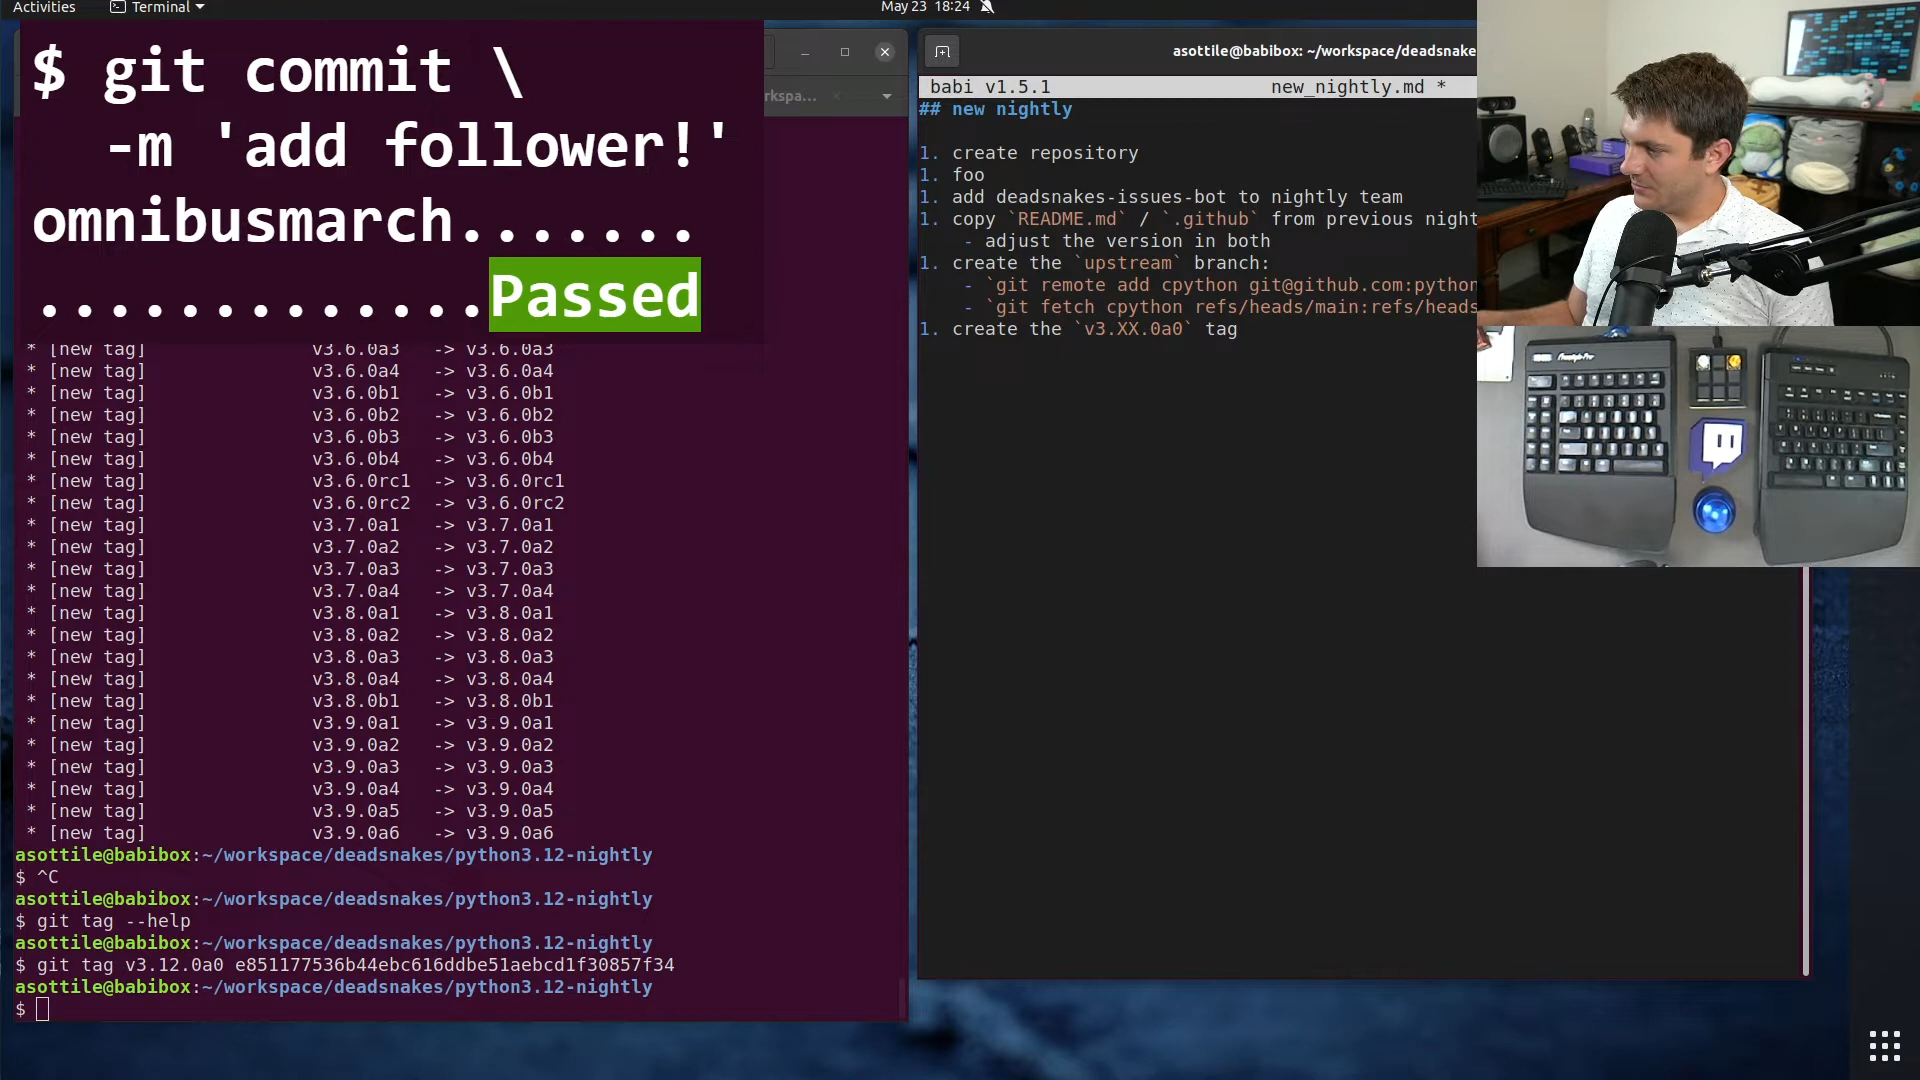 Activities
Terminal
May 23 18:24
$ git commit \
-m 'add follower!'
omnibusmarch.......
.............Passed
rkspa...
* [new tag] v3.6.0a3 -> v3.6.0a3
* [new tag] v3.6.0a4 -> v3.6.0a4
* [new tag] v3.6.0b1 -> v3.6.0b1
* [new tag] v3.6.0b2 -> v3.6.0b2
* [new tag] v3.6.0b3 -> v3.6.0b3
* [new tag] v3.6.0b4 -> v3.6.0b4
* [new tag] v3.6.0rc1 -> v3.6.0rc1
* [new tag] v3.6.0rc2 -> v3.6.0rc2
* [new tag] v3.7.0a1 -> v3.7.0a1
* [new tag] v3.7.0a2 -> v3.7.0a2
* [new tag] v3.7.0a3 -> v3.7.0a3
* [new tag] v3.7.0a4 -> v3.7.0a4
* [new tag] v3.8.0a1 -> v3.8.0a1
* [new tag] v3.8.0a2 -> v3.8.0a2
* [new tag] v3.8.0a3 -> v3.8.0a3
* [new tag] v3.8.0a4 -> v3.8.0a4
* [new tag] v3.8.0b1 -> v3.8.0b1
* [new tag] v3.9.0a1 -> v3.9.0a1
* [new tag] v3.9.0a2 -> v3.9.0a2
* [new tag] v3.9.0a3 -> v3.9.0a3
* [new tag] v3.9.0a4 -> v3.9.0a4
* [new tag] v3.9.0a5 -> v3.9.0a5
* [new tag] v3.9.0a6 -> v3.9.0a6
asottile@babibox:~/workspace/deadsnakes/python3.12-nightly
$ ^C
asottile@babibox:~/workspace/deadsnakes/python3.12-nightly
$ git tag --help
asottile@babibox:~/workspace/deadsnakes/python3.12-nightly
$ git tag v3.12.0a0 e851177536b44ebc616ddbe51aebcd1f30857f34
asottile@babibox:~/workspace/deadsnakes/python3.12-nightly
$
asottile@babibox: ~/workspace/deadsnake
babi v1.5.1 new_nightly.md *
## new nightly
1. create repository
1. foo
1. add deadsnakes-issues-bot to nightly team
1. copy `README.md` / `.github` from previous night
- adjust the version in both
1. create the `upstream` branch:
- `git remote add cpython git@github.com:python
- `git fetch cpython refs/heads/main:refs/heads
1. create the `v3.XX.0a0` tag